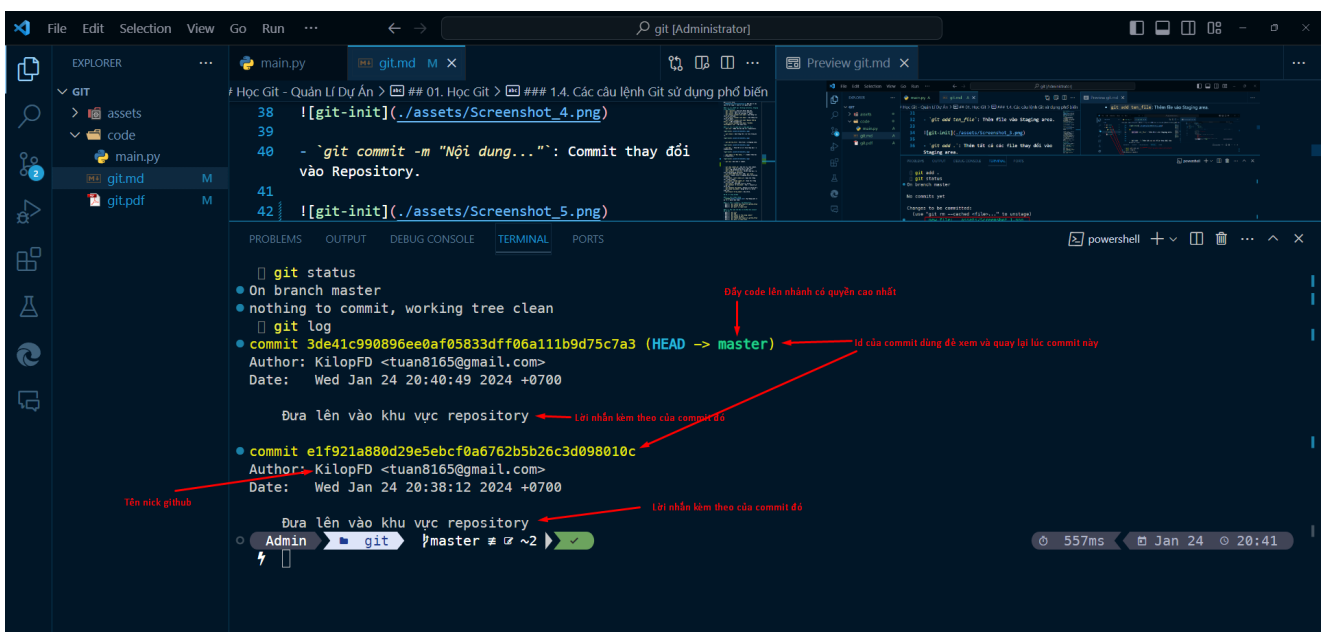 File Edit Selection View Go Run ··· git [Administrator]
EXPLORER ···
main.py
git.md M
Preview git.md
GIT
assets
code
main.py
git.md M
git.pdf M
2
Học Git - Quản Lí Dự Án > ## 01. Học Git > ### 1.4. Các câu lệnh Git sử dụng phổ biến
38 ![git-init](./assets/Screenshot_4.png)
39
40 - `git commit -m "Nội dung..."`: Commit thay đổi
vào Repository.
41
42 ![git-init](./assets/Screenshot_5.png)
PROBLEMS OUTPUT DEBUG CONSOLE TERMINAL PORTS
powershell
git status
On branch master
nothing to commit, working tree clean
git log
commit 3de41c990896ee0af05833dff06a111b9d75c7a3 (HEAD -> master)
Author: KilopFD <tuan8165@gmail.com>
Date: Wed Jan 24 20:40:49 2024 +0700
Đưa lên vào khu vực repository
commit e1f921a880d29e5ebcf0a6762b5b26c3d098010c
Author: KilopFD <tuan8165@gmail.com>
Date: Wed Jan 24 20:38:12 2024 +0700
Đưa lên vào khu vực repository
Đẩy code lên nhánh có quyền cao nhất
Id của commit dùng để xem và quay lại lúc commit này
Lời nhắn kèm theo của commit đó
Tên nick github
Lời nhắn kèm theo của commit đó
Admin git master ≢ ~2 ✓
557ms Jan 24 20:41